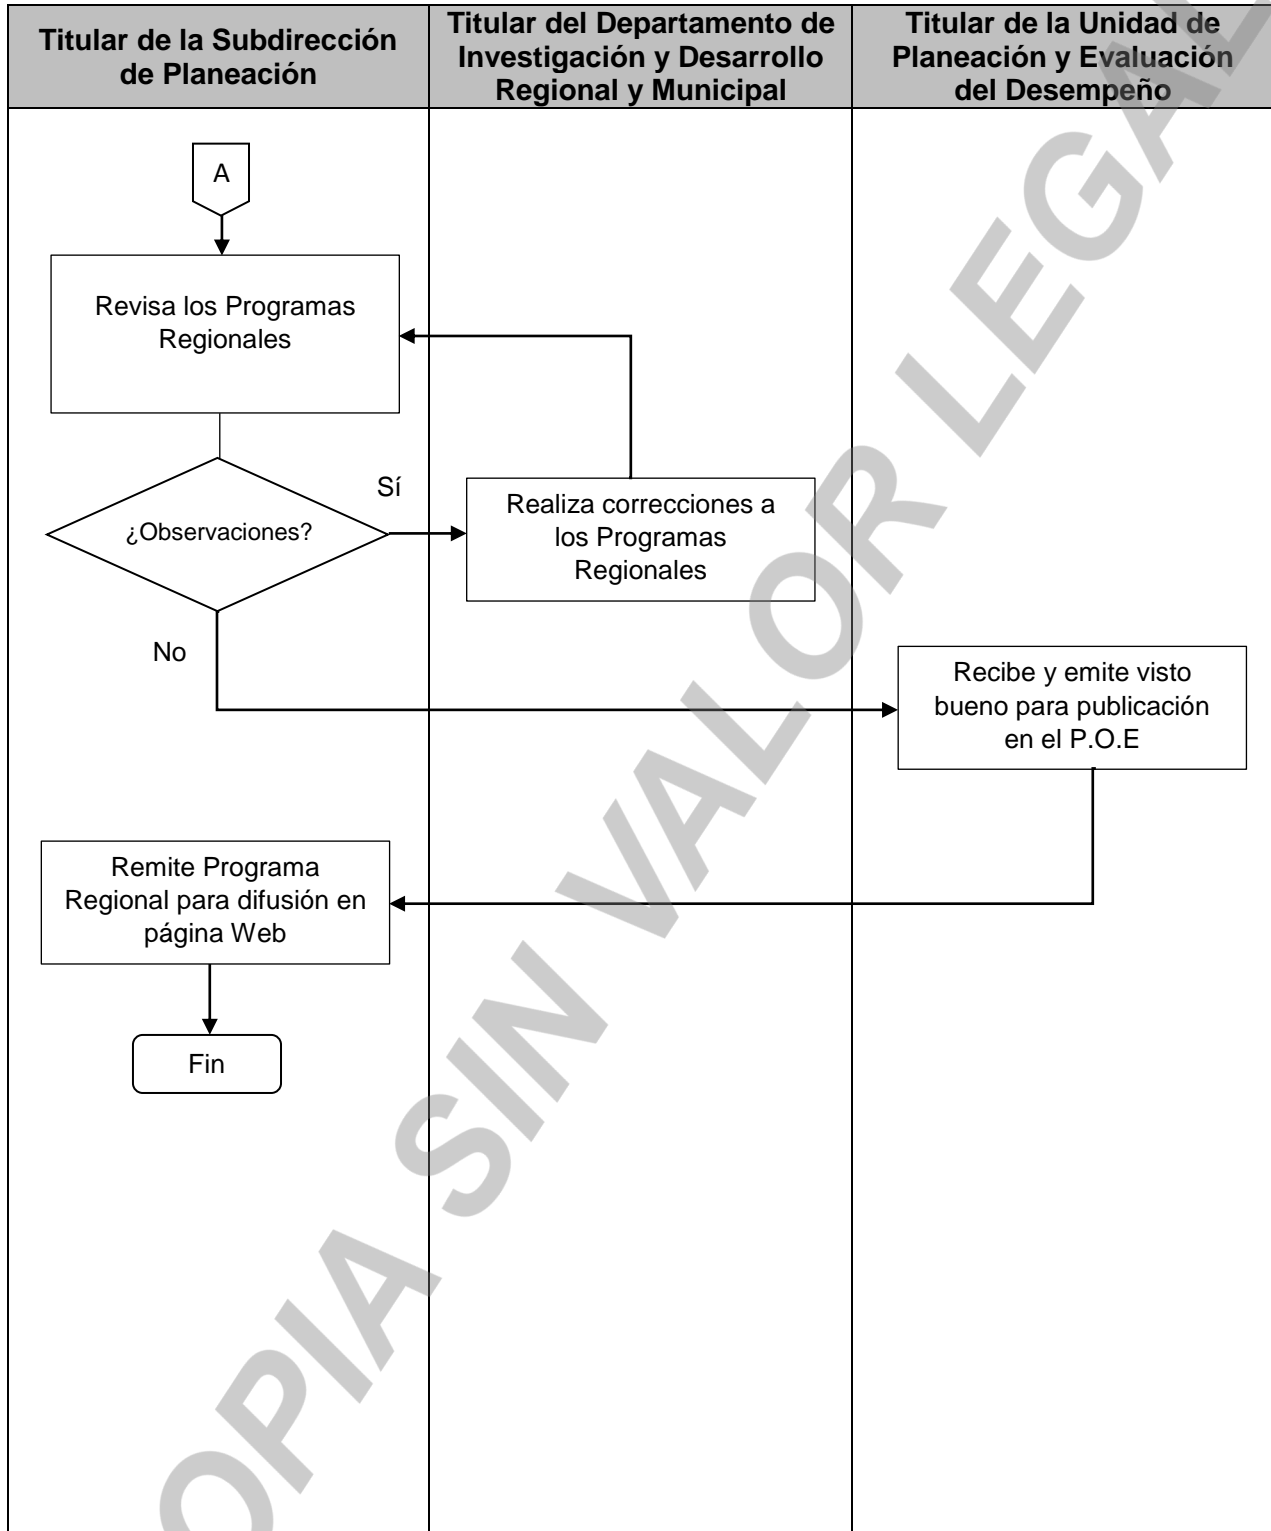 Titular de la Subdirección
de Planeación
Titular del Departamento de
Investigación y Desarrollo
Regional y Municipal
Titular de la Unidad de
Planeación y Evaluación
del Desempeño
A
Revisa los Programas
Regionales
¿Observaciones?
Sí
Realiza correcciones a
los Programas
Regionales
No
Recibe y emite visto
bueno para publicación
en el P.O.E
Remite Programa
Regional para difusión en
página Web
Fin
OPIA SIN VALOR LEGAL